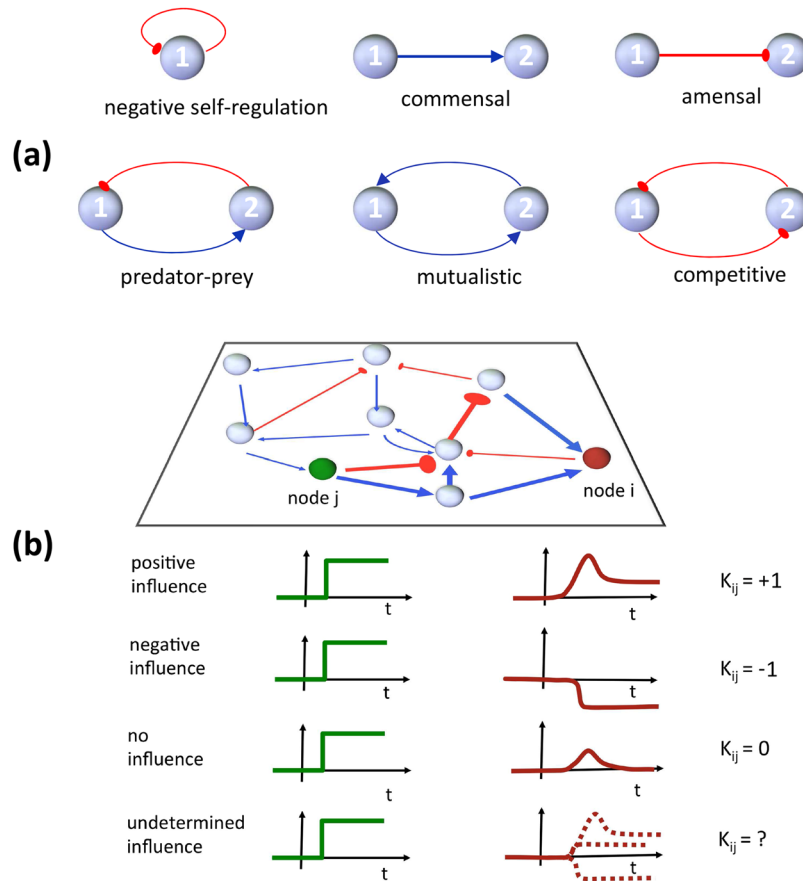 1
1 2
1 2
negative self-regulation
commensal
amensal
(a)
1 2
1 2
1 2
predator-prey
mutualistic
competitive
node j
node i
(b)
positive
influence
t
t
K_ij = +1
negative
influence
t
t
K_ij = -1
no
influence
t
t
K_ij = 0
undetermined
influence
t
t
K_ij = ?